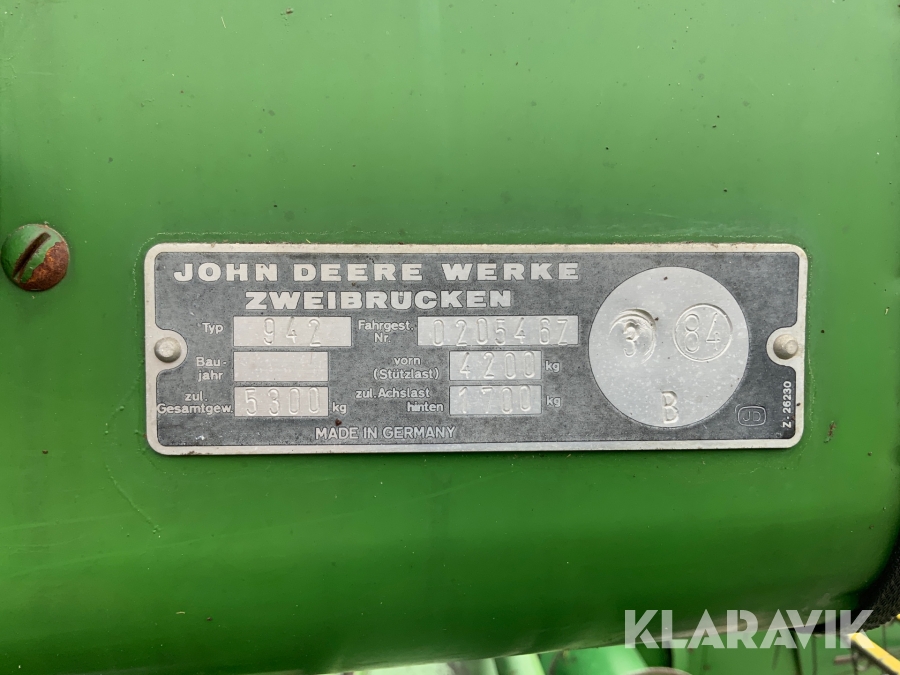 JOHN DEERE WERKE
ZWEIBRÜCKEN
Typ 942 Fahrgest. Nr. 0205467
Bau-jahr vorn (Stützlast) 4200 kg
zul. Gesamtgew. 5300 kg zul. Achslast hinten 1700 kg
MADE IN GERMANY
3 84
B
JD
Z-26230
KLARAVIK